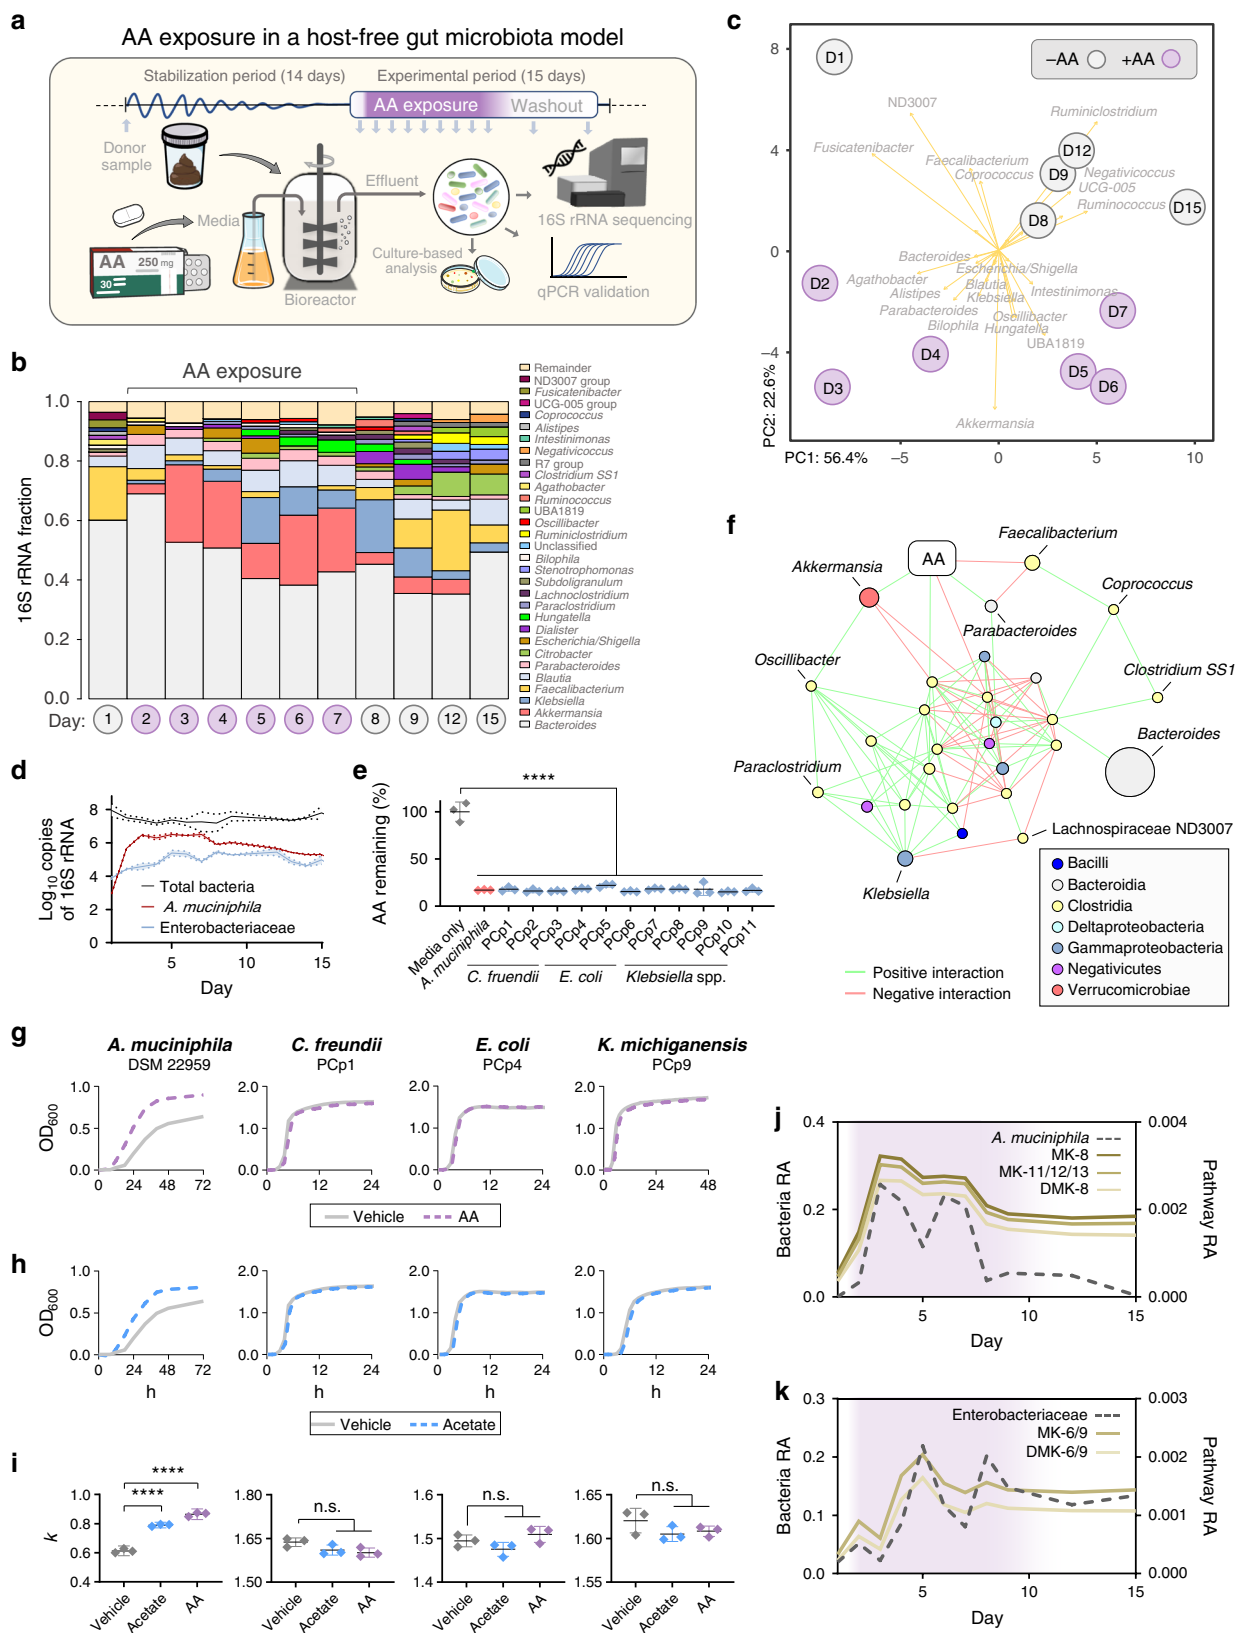 a
AA exposure in a host-free gut microbiota model
Stabilization period (14 days)
Experimental period (15 days)
AA exposure
Washout
Donor
sample
Media
Effluent
AA
250 mg
30
Bioreactor
Culture-based
analysis
16S rRNA sequencing
qPCR validation
b
AA exposure
16S rRNA fraction
1.0
0.8
0.6
0.4
0.2
0.0
Day: 1 2 3 4 5 6 7 8 9 12 15
Remainder
ND3007 group
Fusicatenibacter
UCG-005 group
Coprococcus
Alistipes
Intestinimonas
Negativicoccus
R7 group
Clostridium SS1
Agathobacter
Ruminococcus
UBA1819
Oscillibacter
Ruminiclostridium
Unclassified
Bilophila
Stenotrophomonas
Subdoligranulum
Lachnoclostridium
Paraclostridium
Hungatella
Dialister
Escherichia/Shigella
Citrobacter
Parabacteroides
Blautia
Faecalibacterium
Klebsiella
Akkermansia
Bacteroides
c
–AA
+AA
8
4
0
–4
PC2: 22.6%
PC1: 56.4%
–5
0
5
10
D1
D12
D9
D8
D15
D2
D3
D4
D7
D5
D6
ND3007
Ruminiclostridium
Fusicatenibacter
Faecalibacterium
Coprococcus
Negativicoccus
UCG-005
Ruminococcus
Bacteroides
Escherichia/Shigella
Agathobacter
Blautia
Intestinimonas
Alistipes
Klebsiella
Parabacteroides
Oscillibacter
Bilophila
Hungatella
UBA1819
Akkermansia
d
Log10 copies
of 16S rRNA
8
6
4
2
0
5
10
15
Total bacteria
A. muciniphila
Enterobacteriaceae
Day
e
AA remaining (%)
100
50
0
****
Media only
A. muciniphila
PCp1
PCp2
PCp3
PCp4
PCp5
PCp6
PCp7
PCp8
PCp9
PCp10
PCp11
C. fruendii
E. coli
Klebsiella spp.
f
AA
Akkermansia
Faecalibacterium
Coprococcus
Parabacteroides
Oscillibacter
Clostridium SS1
Bacteroides
Paraclostridium
Lachnospiraceae ND3007
Klebsiella
Positive interaction
Negative interaction
Bacilli
Bacteroidia
Clostridia
Deltaproteobacteria
Gammaproteobacteria
Negativicutes
Verrucomicrobiae
g
A. muciniphila
DSM 22959
C. freundii
PCp1
E. coli
PCp4
K. michiganensis
PCp9
OD600
1.0
0.5
0.0
0 24 48 72
2.0
1.0
0.0
0 12 24
2.0
1.0
0.0
0 12 24
2.0
1.0
0.0
0 24 48
Vehicle
AA
h
OD600
1.0
0.5
0.0
0 24 48 72
h
2.0
1.0
0.0
0 12 24
h
2.0
1.0
0.0
0 12 24
h
2.0
1.0
0.0
0 12 24
h
Vehicle
Acetate
i
k
1.0
0.8
0.6
0.4
****
****
Vehicle
Acetate
AA
1.80
1.65
1.50
n.s.
Vehicle
Acetate
AA
1.6
1.5
1.4
n.s.
Vehicle
Acetate
AA
1.65
1.60
1.55
n.s.
Vehicle
Acetate
AA
j
Bacteria RA
0.4
0.2
0.0
A. muciniphila
MK-8
MK-11/12/13
DMK-8
0.004
0.002
0.000
Pathway RA
5
10
15
Day
k
Bacteria RA
0.3
0.2
0.1
0.0
Enterobacteriaceae
MK-6/9
DMK-6/9
0.003
0.002
0.001
0.000
Pathway RA
5
10
15
Day